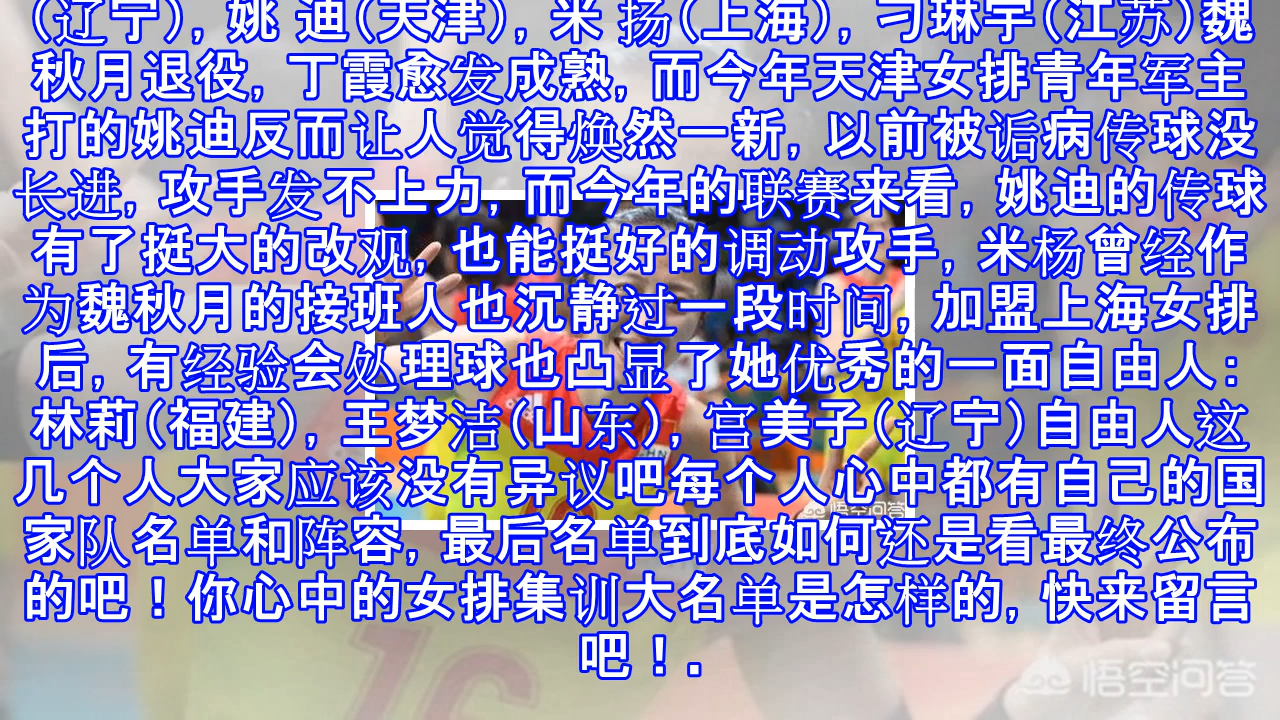 (辽宁), 姚 迪(天津), 米 扬(上海), 刁琳宇(江苏)魏
秋月退役, 丁霞愈发成熟, 而今年天津女排青年军主
打的姚迪反而让人觉得焕然一新, 以前被诟病传球没
长进, 攻手发不上力, 而今年的联赛来看, 姚迪的传球
有了挺大的改观, 也能挺好的调动攻手, 米杨曾经作
为魏秋月的接班人也沉静过一段时间, 加盟上海女排
后, 有经验会处理球也凸显了她优秀的一面自由人:
林莉(福建), 王梦洁(山东), 宫美子(辽宁)自由人这
几个人大家应该没有异议吧每个人心中都有自己的国
家队名单和阵容, 最后名单到底如何还是看最终公布
的吧！你心中的女排集训大名单是怎样的, 快来留言
吧！.
悟空问答
悟空问答
16